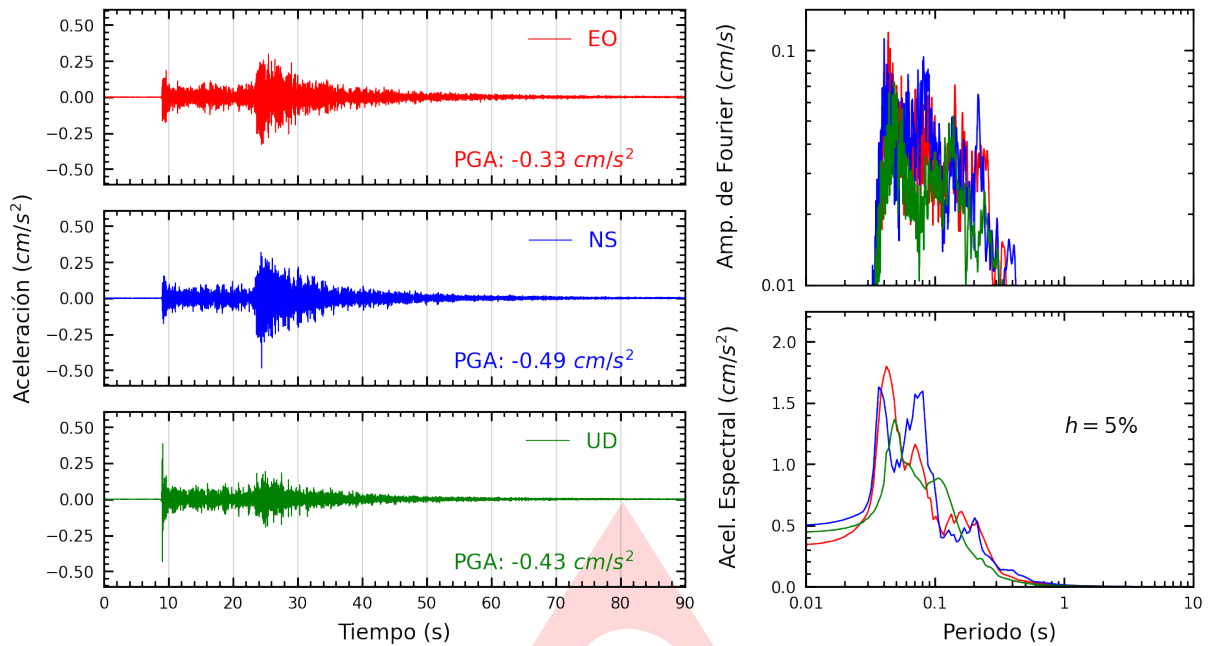 Aceleración (cm/s²)
0.50
0.25
0.00
−0.25
−0.50
EO
PGA: -0.33 cm/s²
0.50
0.25
0.00
−0.25
−0.50
NS
PGA: -0.49 cm/s²
0.50
0.25
0.00
−0.25
−0.50
UD
PGA: -0.43 cm/s²
0 10 20 30 40 50 60 70 80 90
Tiempo (s)
Amp. de Fourier (cm/s)
0.1
0.01
Acel. Espectral (cm/s²)
2.0
1.5
1.0
0.5
0.0
h = 5%
0.01 0.1 1 10
Periodo (s)